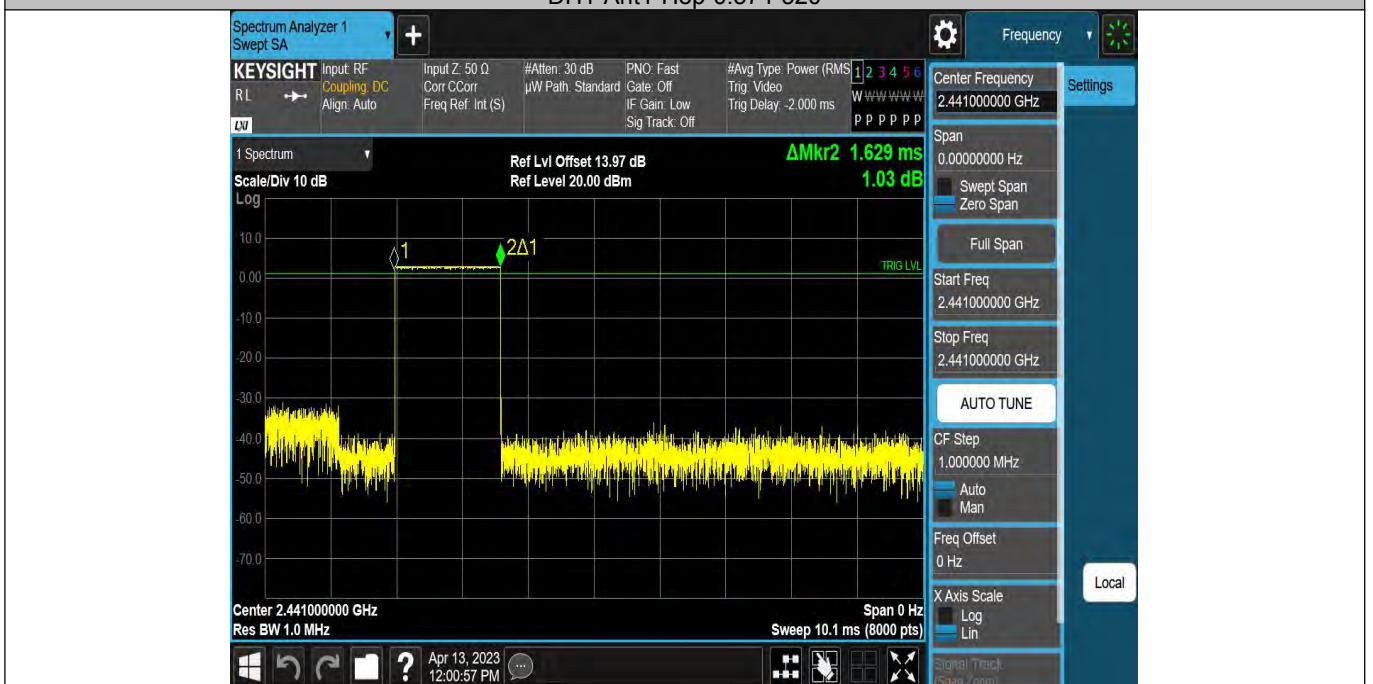 Spectrum Analyzer 1
Swept SA
Frequency
KEYSIGHT
RL
LXI
Input: RF
Coupling: DC
Align: Auto
Input Z: 50 Ω
Corr CCorr
Freq Ref: Int (S)
#Atten: 30 dB
µW Path: Standard
PNO: Fast
Gate: Off
IF Gain: Low
Sig Track: Off
#Avg Type: Power (RMS
Trig: Video
Trig Delay: -2.000 ms
1 2 3 4 5 6
W W W W W W
P P P P P P
1 Spectrum
Scale/Div 10 dB
Log
Ref Lvl Offset 13.97 dB
Ref Level 20.00 dBm
ΔMkr2 1.629 ms
1.03 dB
10.0
0.00
-10.0
-20.0
-30.0
-40.0
-50.0
-60.0
-70.0
1
2Δ1
TRIG LVL
Center 2.441000000 GHz
Res BW 1.0 MHz
Span 0 Hz
Sweep 10.1 ms (8000 pts)
?
Apr 13, 2023
12:00:57 PM
Center Frequency
2.441000000 GHz
Settings
Span
0.00000000 Hz
Swept Span
Zero Span
Full Span
Start Freq
2.441000000 GHz
Stop Freq
2.441000000 GHz
AUTO TUNE
CF Step
1.000000 MHz
Auto
Man
Freq Offset
0 Hz
X Axis Scale
Log
Lin
Local
Signal Track
(Span Zoom)